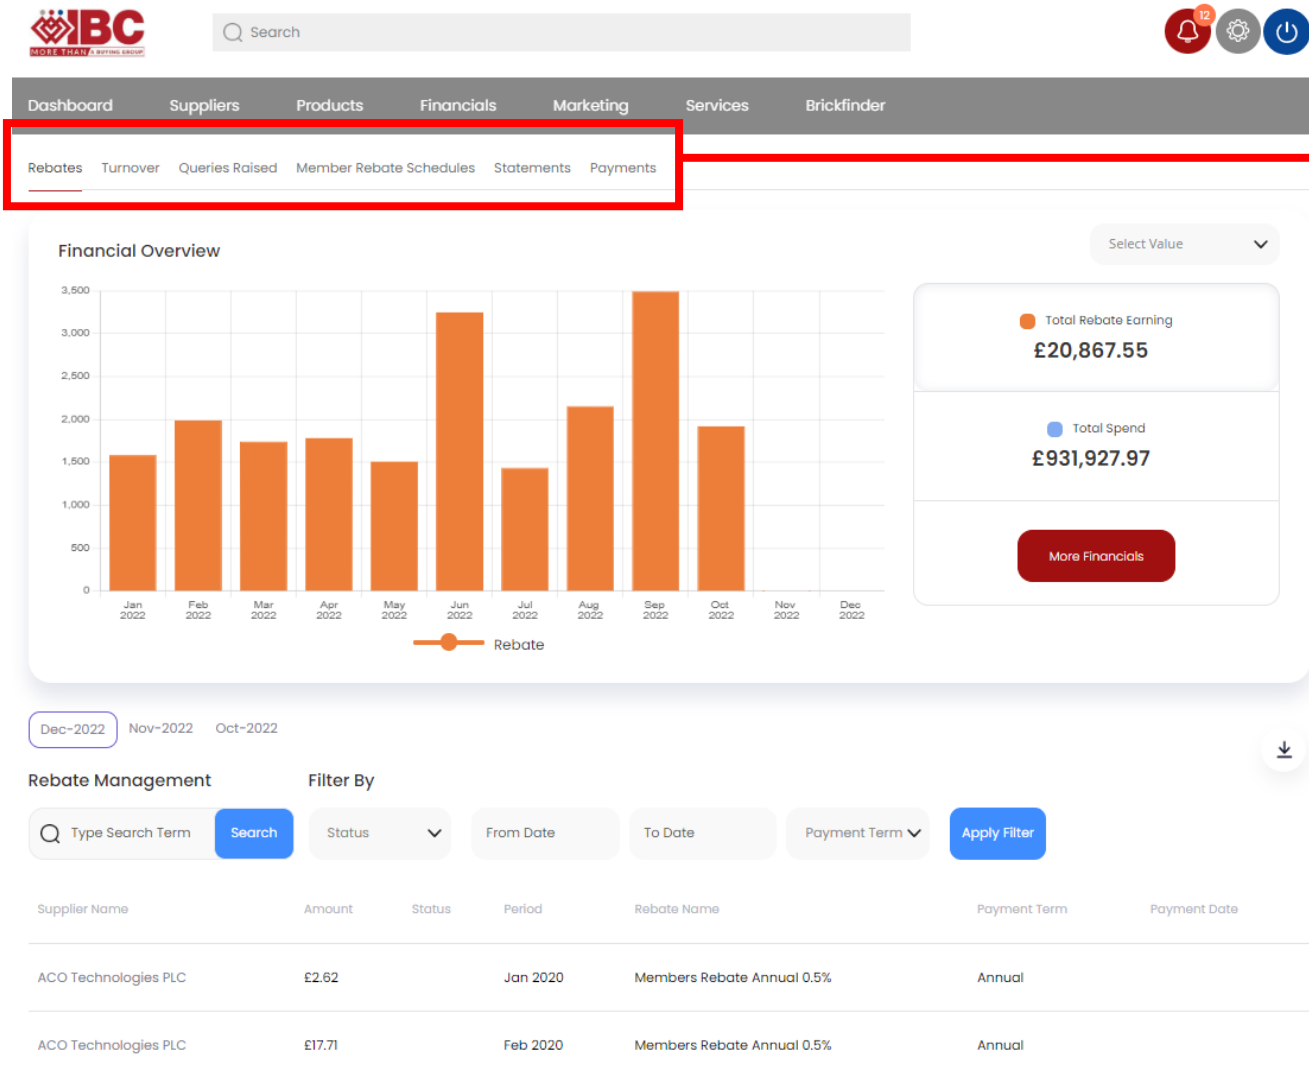 IBC
MORE THAN A BUYING GROUP
Search
12
Dashboard Suppliers Products Financials Marketing Services Brickfinder
Rebates Turnover Queries Raised Member Rebate Schedules Statements Payments
Financial Overview
Select Value
3,500
3,000
2,500
2,000
1,500
1,000
500
0
Jan 2022
Feb 2022
Mar 2022
Apr 2022
May 2022
Jun 2022
Jul 2022
Aug 2022
Sep 2022
Oct 2022
Nov 2022
Dec 2022
Rebate
Total Rebate Earning
£20,867.55
Total Spend
£931,927.97
More Financials
Dec-2022 Nov-2022 Oct-2022
Rebate Management Filter By
Type Search Term Search Status From Date To Date Payment Term Apply Filter
Supplier Name Amount Status Period Rebate Name Payment Term Payment Date
ACO Technologies PLC £2.62 Jan 2020 Members Rebate Annual 0.5% Annual
ACO Technologies PLC £17.71 Feb 2020 Members Rebate Annual 0.5% Annual